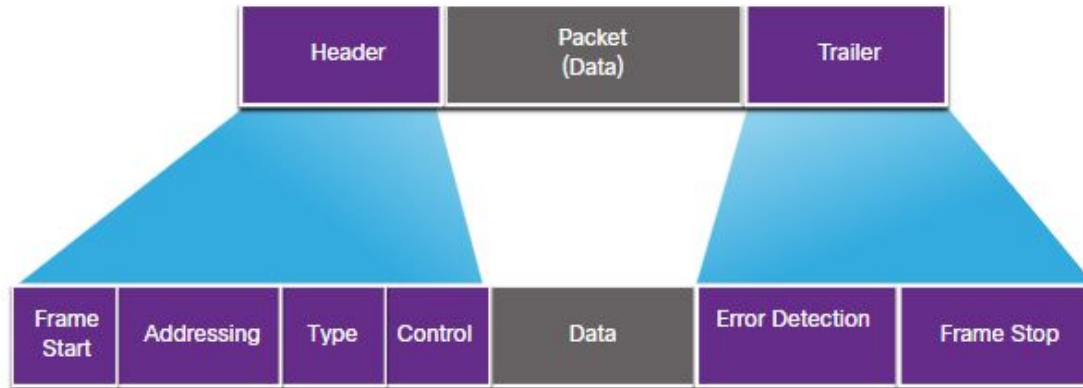 Header
Packet
(Data)
Trailer
Frame
Start
Addressing
Type
Control
Data
Error Detection
Frame Stop